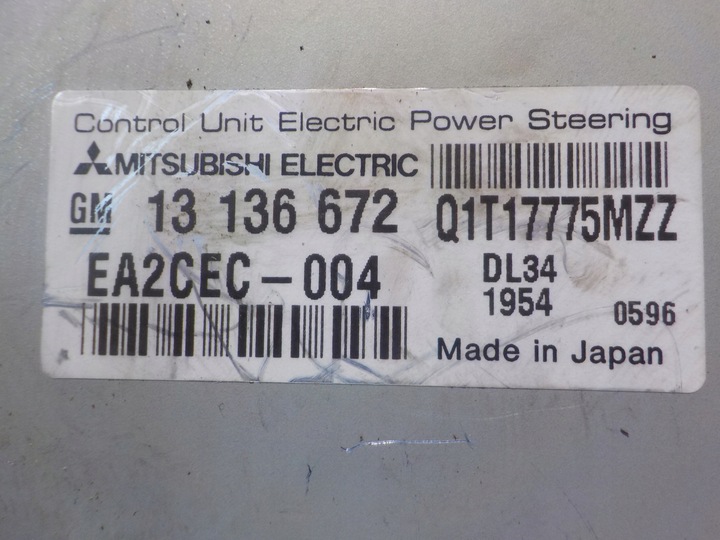 Control Unit Electric Power Steering
MITSUBISHI ELECTRIC
GM 13 136 672 Q1T17775MZZ
EA2CEC-004 DL34
1954 0596
Made in Japan